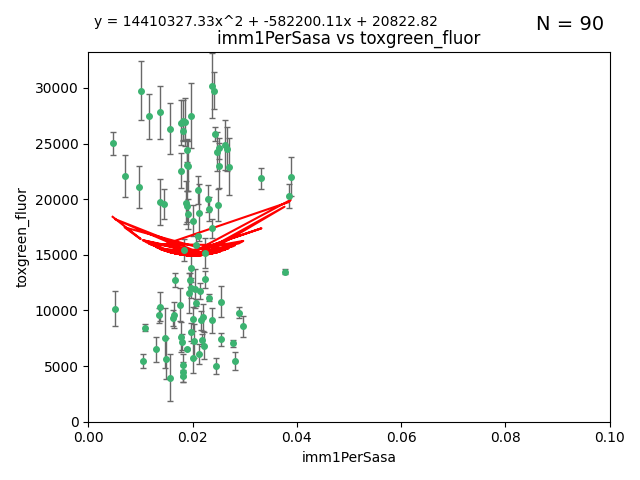 y = 14410327.33x^2 + -582200.11x + 20822.82
N = 90
imm1PerSasa vs toxgreen_fluor
toxgreen_fluor
30000
25000
20000
15000
10000
5000
0
0.00 0.02 0.04 0.06 0.08 0.10
imm1PerSasa